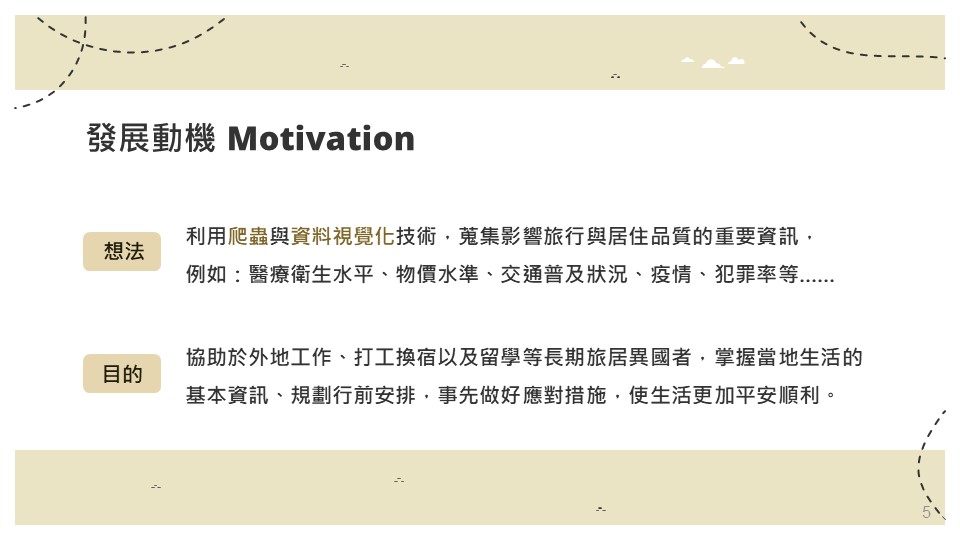 發展動機 Motivation
想法
利用爬蟲與資料視覺化技術，蒐集影響旅行與居住品質的重要資訊，
例如：醫療衛生水平、物價水準、交通普及狀況、疫情、犯罪率等......
目的
協助於外地工作、打工換宿以及留學等長期旅居異國者，掌握當地生活的
基本資訊、規劃行前安排，事先做好應對措施，使生活更加平安順利。
5